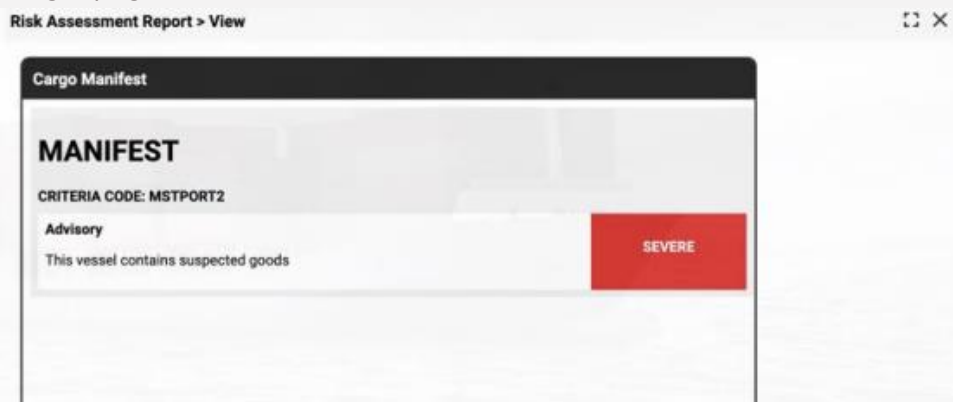 Risk Assessment Report > View
Cargo Manifest
MANIFEST
CRITERIA CODE: MSTPORT2
Advisory
This vessel contains suspected goods
SEVERE